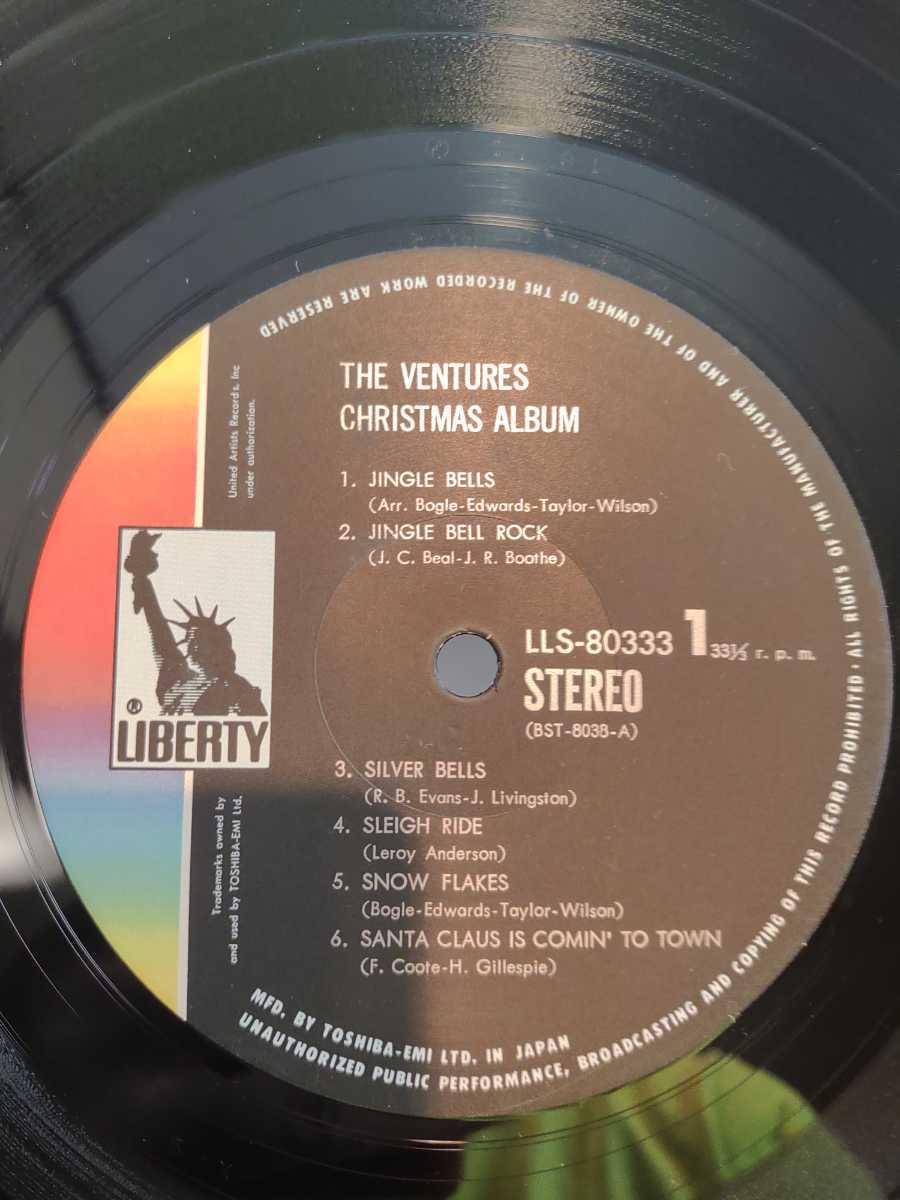 THE VENTURES
CHRISTMAS ALBUM
1. JINGLE BELLS
(Arr. Bogle-Edwards-Taylor-Wilson)
2. JINGLE BELL ROCK
(J. C. Beal-J. R. Boothe)
LLS-80333 1 33⅓ r. p. m.
STEREO
(BST-8038-A)
3. SILVER BELLS
(R. B. Evans-J. Livingston)
4. SLEIGH RIDE
(Leroy Anderson)
5. SNOW FLAKES
(Bogle-Edwards-Taylor-Wilson)
6. SANTA CLAUS IS COMIN' TO TOWN
(F. Coote-H. Gillespie)
United Artists Records, Inc
under authorization.
® LIBERTY
Trademarks owned by
and used by TOSHIBA-EMI Ltd.
MFD. BY TOSHIBA-EMI LTD. IN JAPAN
UNAUTHORIZED PUBLIC PERFORMANCE, BROADCASTING AND COPYING OF THIS RECORD PROHIBITED • ALL RIGHTS OF THE MANUFACTURER AND OF THE OWNER OF THE RECORDED WORK ARE RESERVED